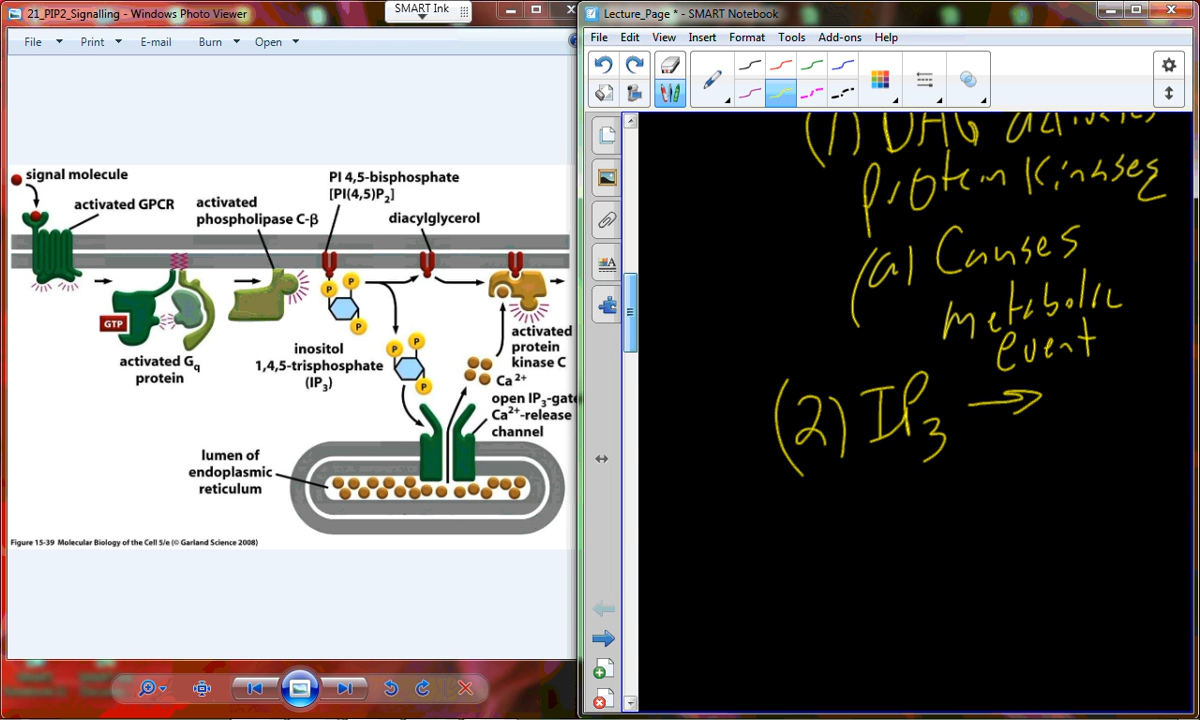 21_PIP2_Signalling - Windows Photo Viewer
SMART Ink
File Print E-mail Burn Open
signal molecule
activated GPCR
activated
phospholipase C-β
PI 4,5-bisphosphate
[PI(4,5)P2]
diacylglycerol
GTP
activated Gq
protein
P
P
P
inositol
1,4,5-trisphosphate
(IP3)
P
P
P
activated
protein
kinase C
Ca2+
open IP3-gate
Ca2+-release
channel
lumen of
endoplasmic
reticulum
Figure 15-39 Molecular Biology of the Cell 5/e (© Garland Science 2008)
Lecture_Page * - SMART Notebook
File Edit View Insert Format Tools Add-ons Help
(1) DAG activates
protein kinases
(a) Causes
metabolic
event
(2) IP3 →